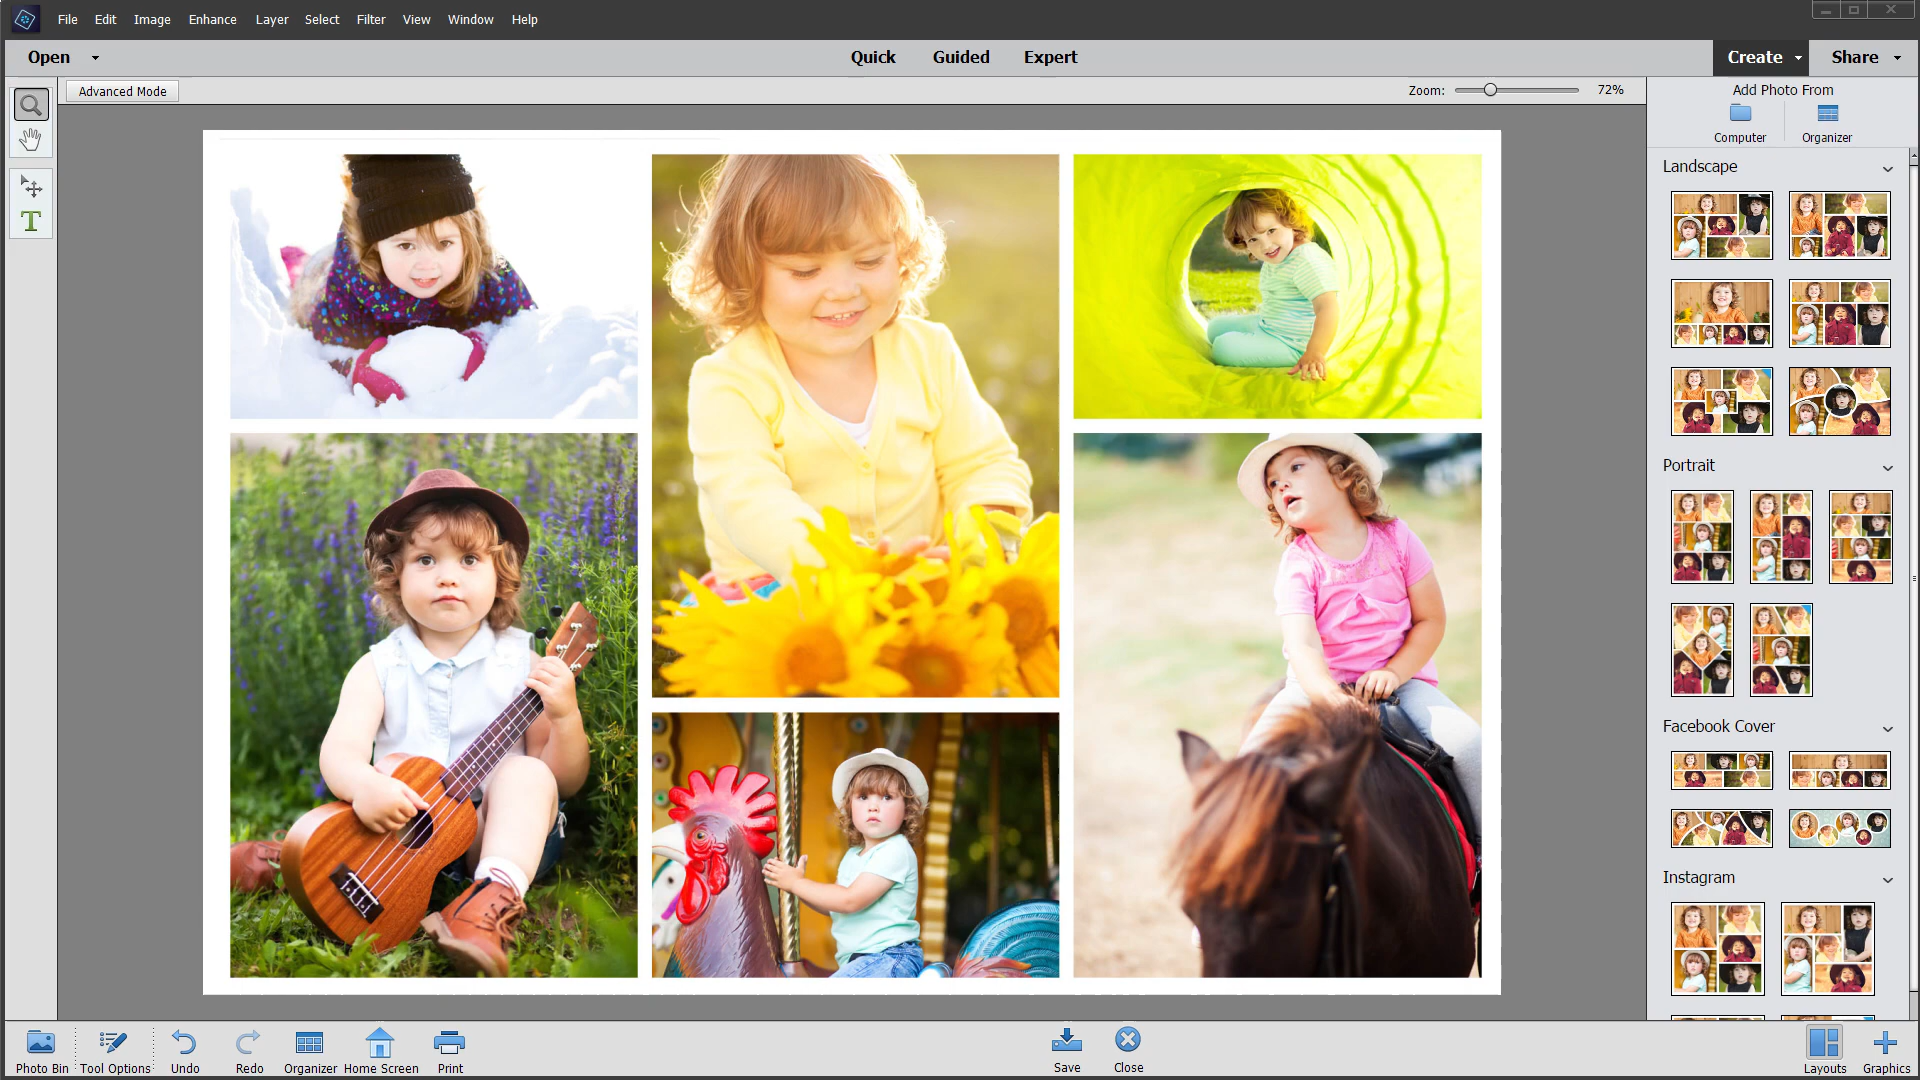 File Edit Image Enhance Layer Select Filter View Window Help
Open Quick Guided Expert Create Share
Advanced Mode Zoom: 72%
Add Photo From
Computer Organizer
Landscape
T
Portrait
Facebook Cover
Instagram
Photo Bin Tool Options Undo Redo Organizer Home Screen Print Save Close Layouts Graphics